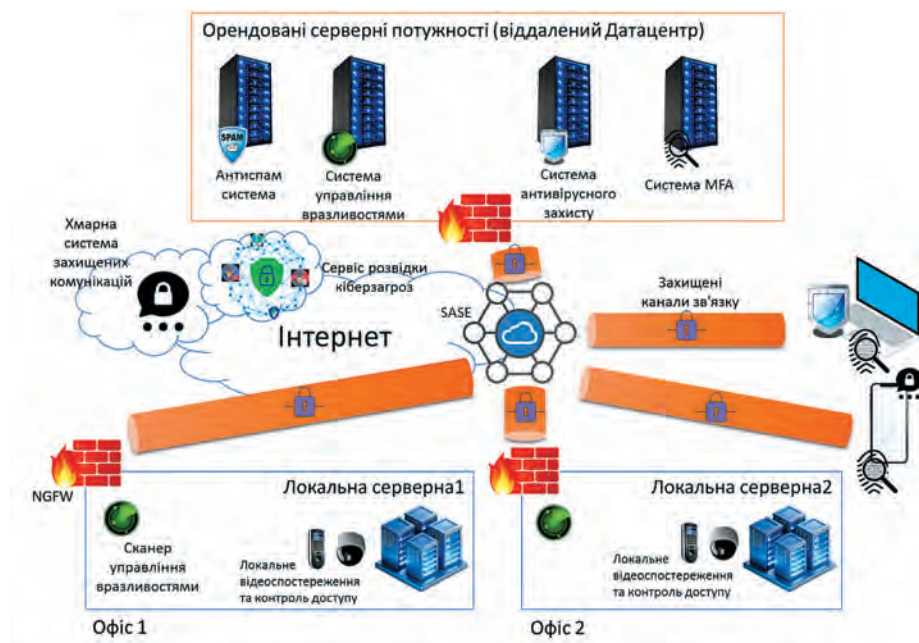 Орендовані серверні потужності (віддалений Датацентр)
SPAM
Антиспам
система
Система
управління
вразливостями
Система
антивірусного
захисту
Система MFA
Хмарна
система
захищених
комунікацій
Сервіс розвідки
кіберзагроз
Інтернет
SASE
Захищені
канали зв'язку
NGFW
Локальна серверна1
Сканер
управління
вразливостями
Локальне
відеоспостереження
та контроль доступу
Офіс 1
Локальна серверна2
Локальне
відеоспостереження
та контроль доступу
Офіс 2